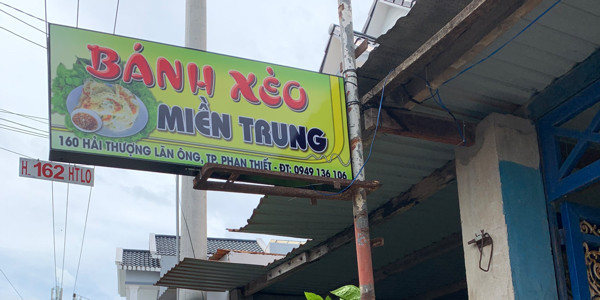 BÁNH XÈO
MIỀN TRUNG
160 HẢI THƯỢNG LÃN ÔNG, TP. PHAN THIẾT - ĐT: 0949 136 106
H. 162 HTLO